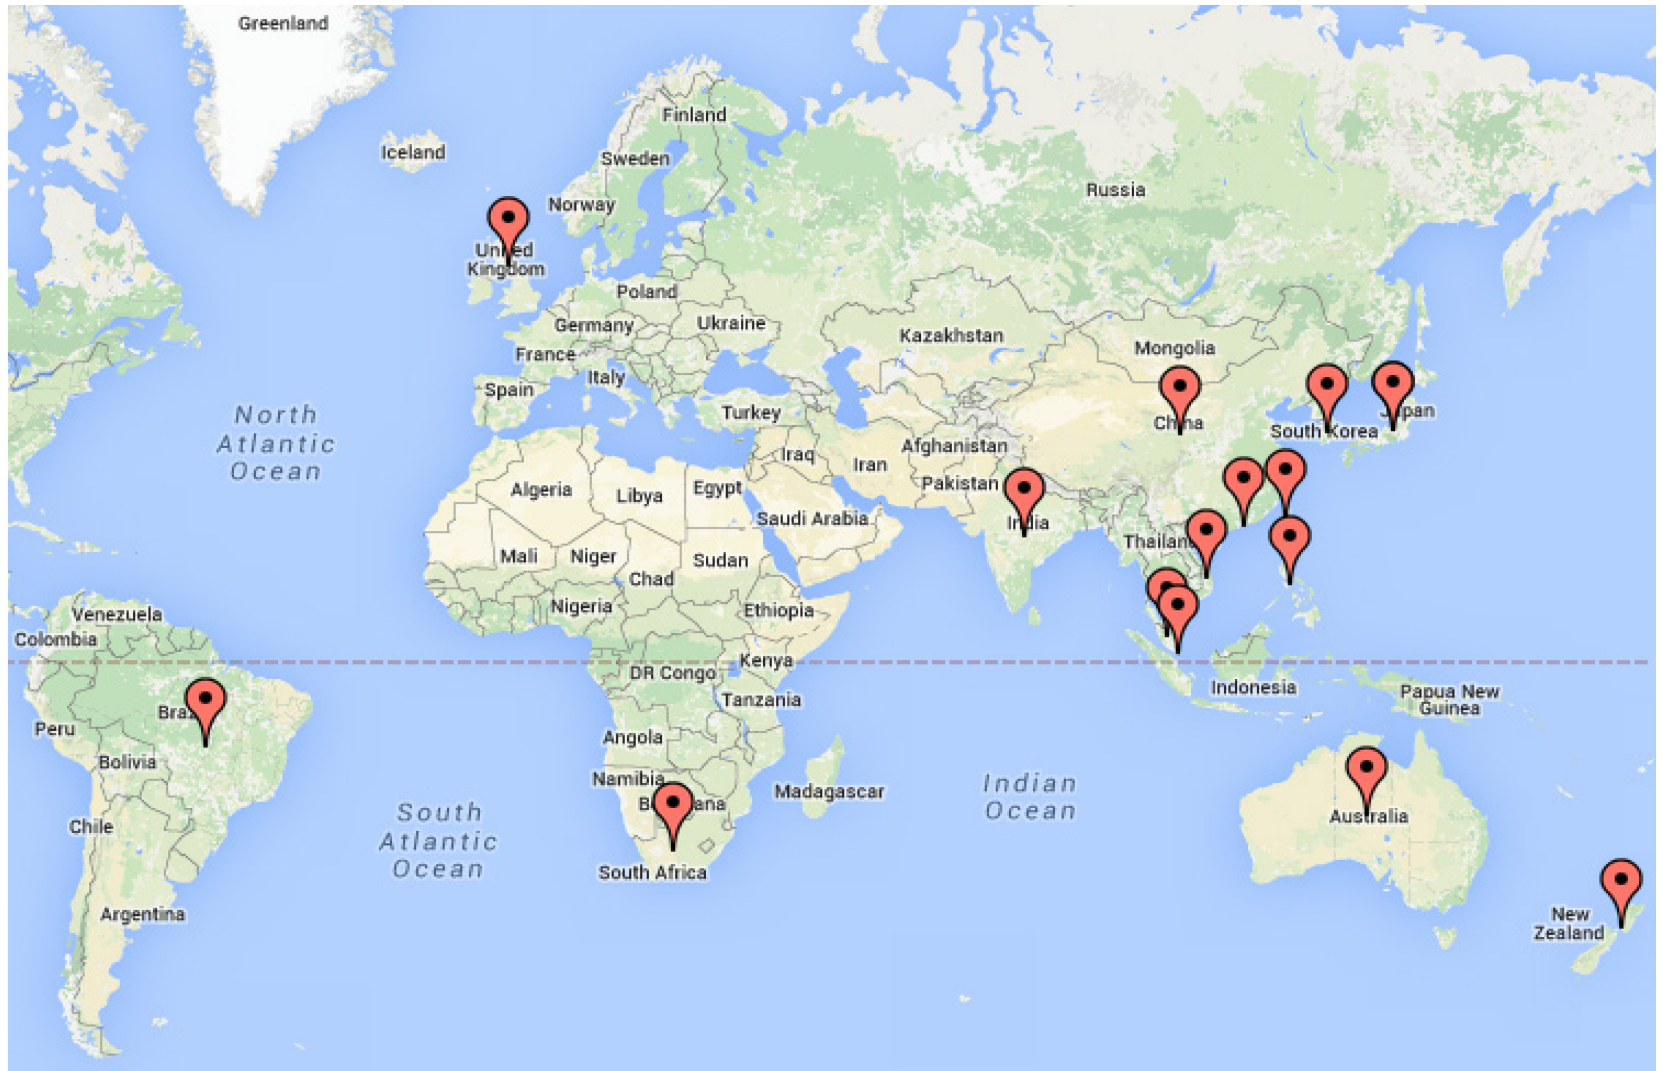 Greenland
Finland
Iceland
Sweden
Russia
Norway
United
Kingdom
Poland
Germany
Ukraine
Kazakhstan
Mongolia
France
Italy
Spain
Turkey
China
Japan
South Korea
North
Atlantic
Ocean
Afghanistan
Iraq
Iran
Pakistan
Algeria
Libya
Egypt
Saudi Arabia
India
Thailand
Mali
Niger
Sudan
Chad
Nigeria
Ethiopia
Venezuela
Colombia
Kenya
DR Congo
Indonesia
Tanzania
Papua New
Guinea
Brazil
Peru
Angola
Bolivia
Namibia
Botswana
Madagascar
Indian
Ocean
South
Atlantic
Ocean
Chile
Australia
South Africa
Argentina
New
Zealand